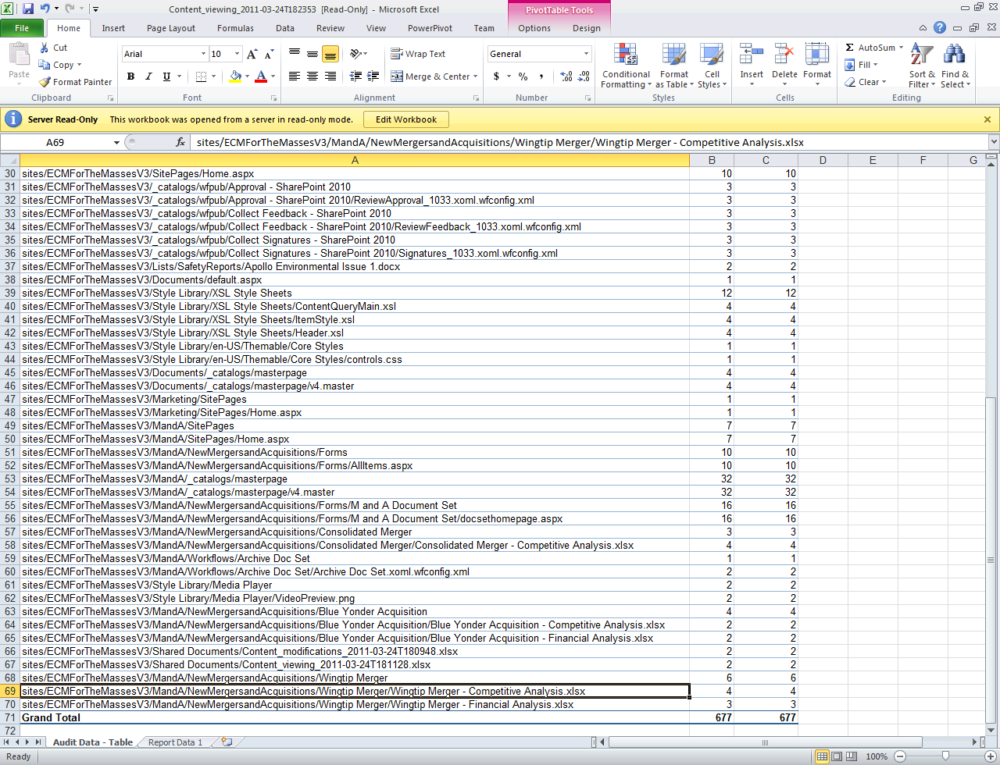 Content_viewing_2011-03-24T182353 [Read-Only] - Microsoft Excel
PivotTable Tools
File Home Insert Page Layout Formulas Data Review View PowerPivot Team Options Design
Paste
Cut
Copy
Format Painter
Clipboard
Arial 10
B I U A
Font
Wrap Text
Merge & Center
Alignment
General
$ % ,
Number
Conditional Formatting
Format as Table
Cell Styles
Styles
Insert Delete Format
Cells
Σ AutoSum
Fill
Clear
Sort & Filter
Find & Select
Editing
Server Read-Only This workbook was opened from a server in read-only mode. Edit Workbook
A69 fx sites/ECMForTheMassesV3/MandA/NewMergersandAcquisitions/Wingtip Merger/Wingtip Merger - Competitive Analysis.xlsx
A B C D E F G
30 sites/ECMForTheMassesV3/SitePages/Home.aspx 10 10
31 sites/ECMForTheMassesV3/_catalogs/wfpub/Approval - SharePoint 2010 3 3
32 sites/ECMForTheMassesV3/_catalogs/wfpub/Approval - SharePoint 2010/ReviewApproval_1033.xoml.wfconfig.xml 3 3
33 sites/ECMForTheMassesV3/_catalogs/wfpub/Collect Feedback - SharePoint 2010 3 3
34 sites/ECMForTheMassesV3/_catalogs/wfpub/Collect Feedback - SharePoint 2010/ReviewFeedback_1033.xoml.wfconfig.xml 3 3
35 sites/ECMForTheMassesV3/_catalogs/wfpub/Collect Signatures - SharePoint 2010 3 3
36 sites/ECMForTheMassesV3/_catalogs/wfpub/Collect Signatures - SharePoint 2010/Signatures_1033.xoml.wfconfig.xml 3 3
37 sites/ECMForTheMassesV3/Lists/SafetyReports/Apollo Environmental Issue 1.docx 2 2
38 sites/ECMForTheMassesV3/Documents/default.aspx 1 1
39 sites/ECMForTheMassesV3/Style Library/XSL Style Sheets 12 12
40 sites/ECMForTheMassesV3/Style Library/XSL Style Sheets/ContentQueryMain.xsl 4 4
41 sites/ECMForTheMassesV3/Style Library/XSL Style Sheets/ItemStyle.xsl 4 4
42 sites/ECMForTheMassesV3/Style Library/XSL Style Sheets/Header.xsl 4 4
43 sites/ECMForTheMassesV3/Style Library/en-US/Themable/Core Styles 1 1
44 sites/ECMForTheMassesV3/Style Library/en-US/Themable/Core Styles/controls.css 1 1
45 sites/ECMForTheMassesV3/Documents/_catalogs/masterpage 4 4
46 sites/ECMForTheMassesV3/Documents/_catalogs/masterpage/v4.master 4 4
47 sites/ECMForTheMassesV3/Marketing/SitePages 1 1
48 sites/ECMForTheMassesV3/Marketing/SitePages/Home.aspx 1 1
49 sites/ECMForTheMassesV3/MandA/SitePages 7 7
50 sites/ECMForTheMassesV3/MandA/SitePages/Home.aspx 7 7
51 sites/ECMForTheMassesV3/MandA/NewMergersandAcquisitions/Forms 10 10
52 sites/ECMForTheMassesV3/MandA/NewMergersandAcquisitions/Forms/AllItems.aspx 10 10
53 sites/ECMForTheMassesV3/MandA/_catalogs/masterpage 32 32
54 sites/ECMForTheMassesV3/MandA/_catalogs/masterpage/v4.master 32 32
55 sites/ECMForTheMassesV3/MandA/NewMergersandAcquisitions/Forms/M and A Document Set 16 16
56 sites/ECMForTheMassesV3/MandA/NewMergersandAcquisitions/Forms/M and A Document Set/docsethomepage.aspx 16 16
57 sites/ECMForTheMassesV3/MandA/NewMergersandAcquisitions/Consolidated Merger 3 3
58 sites/ECMForTheMassesV3/MandA/NewMergersandAcquisitions/Consolidated Merger/Consolidated Merger - Competitive Analysis.xlsx 4 4
59 sites/ECMForTheMassesV3/MandA/Workflows/Archive Doc Set 1 1
60 sites/ECMForTheMassesV3/MandA/Workflows/Archive Doc Set/Archive Doc Set.xoml.wfconfig.xml 2 2
61 sites/ECMForTheMassesV3/Style Library/Media Player 2 2
62 sites/ECMForTheMassesV3/Style Library/Media Player/VideoPreview.png 2 2
63 sites/ECMForTheMassesV3/MandA/NewMergersandAcquisitions/Blue Yonder Acquisition 4 4
64 sites/ECMForTheMassesV3/MandA/NewMergersandAcquisitions/Blue Yonder Acquisition/Blue Yonder Acquisition - Competitive Analysis.xlsx 2 2
65 sites/ECMForTheMassesV3/MandA/NewMergersandAcquisitions/Blue Yonder Acquisition/Blue Yonder Acquisition - Financial Analysis.xlsx 2 2
66 sites/ECMForTheMassesV3/Shared Documents/Content_modifications_2011-03-24T180948.xlsx 2 2
67 sites/ECMForTheMassesV3/Shared Documents/Content_viewing_2011-03-24T181128.xlsx 2 2
68 sites/ECMForTheMassesV3/MandA/NewMergersandAcquisitions/Wingtip Merger 6 6
69 sites/ECMForTheMassesV3/MandA/NewMergersandAcquisitions/Wingtip Merger/Wingtip Merger - Competitive Analysis.xlsx 4 4
70 sites/ECMForTheMassesV3/MandA/NewMergersandAcquisitions/Wingtip Merger/Wingtip Merger - Financial Analysis.xlsx 3 3
71 Grand Total 677 677
72
Audit Data - Table Report Data 1
Ready 100%